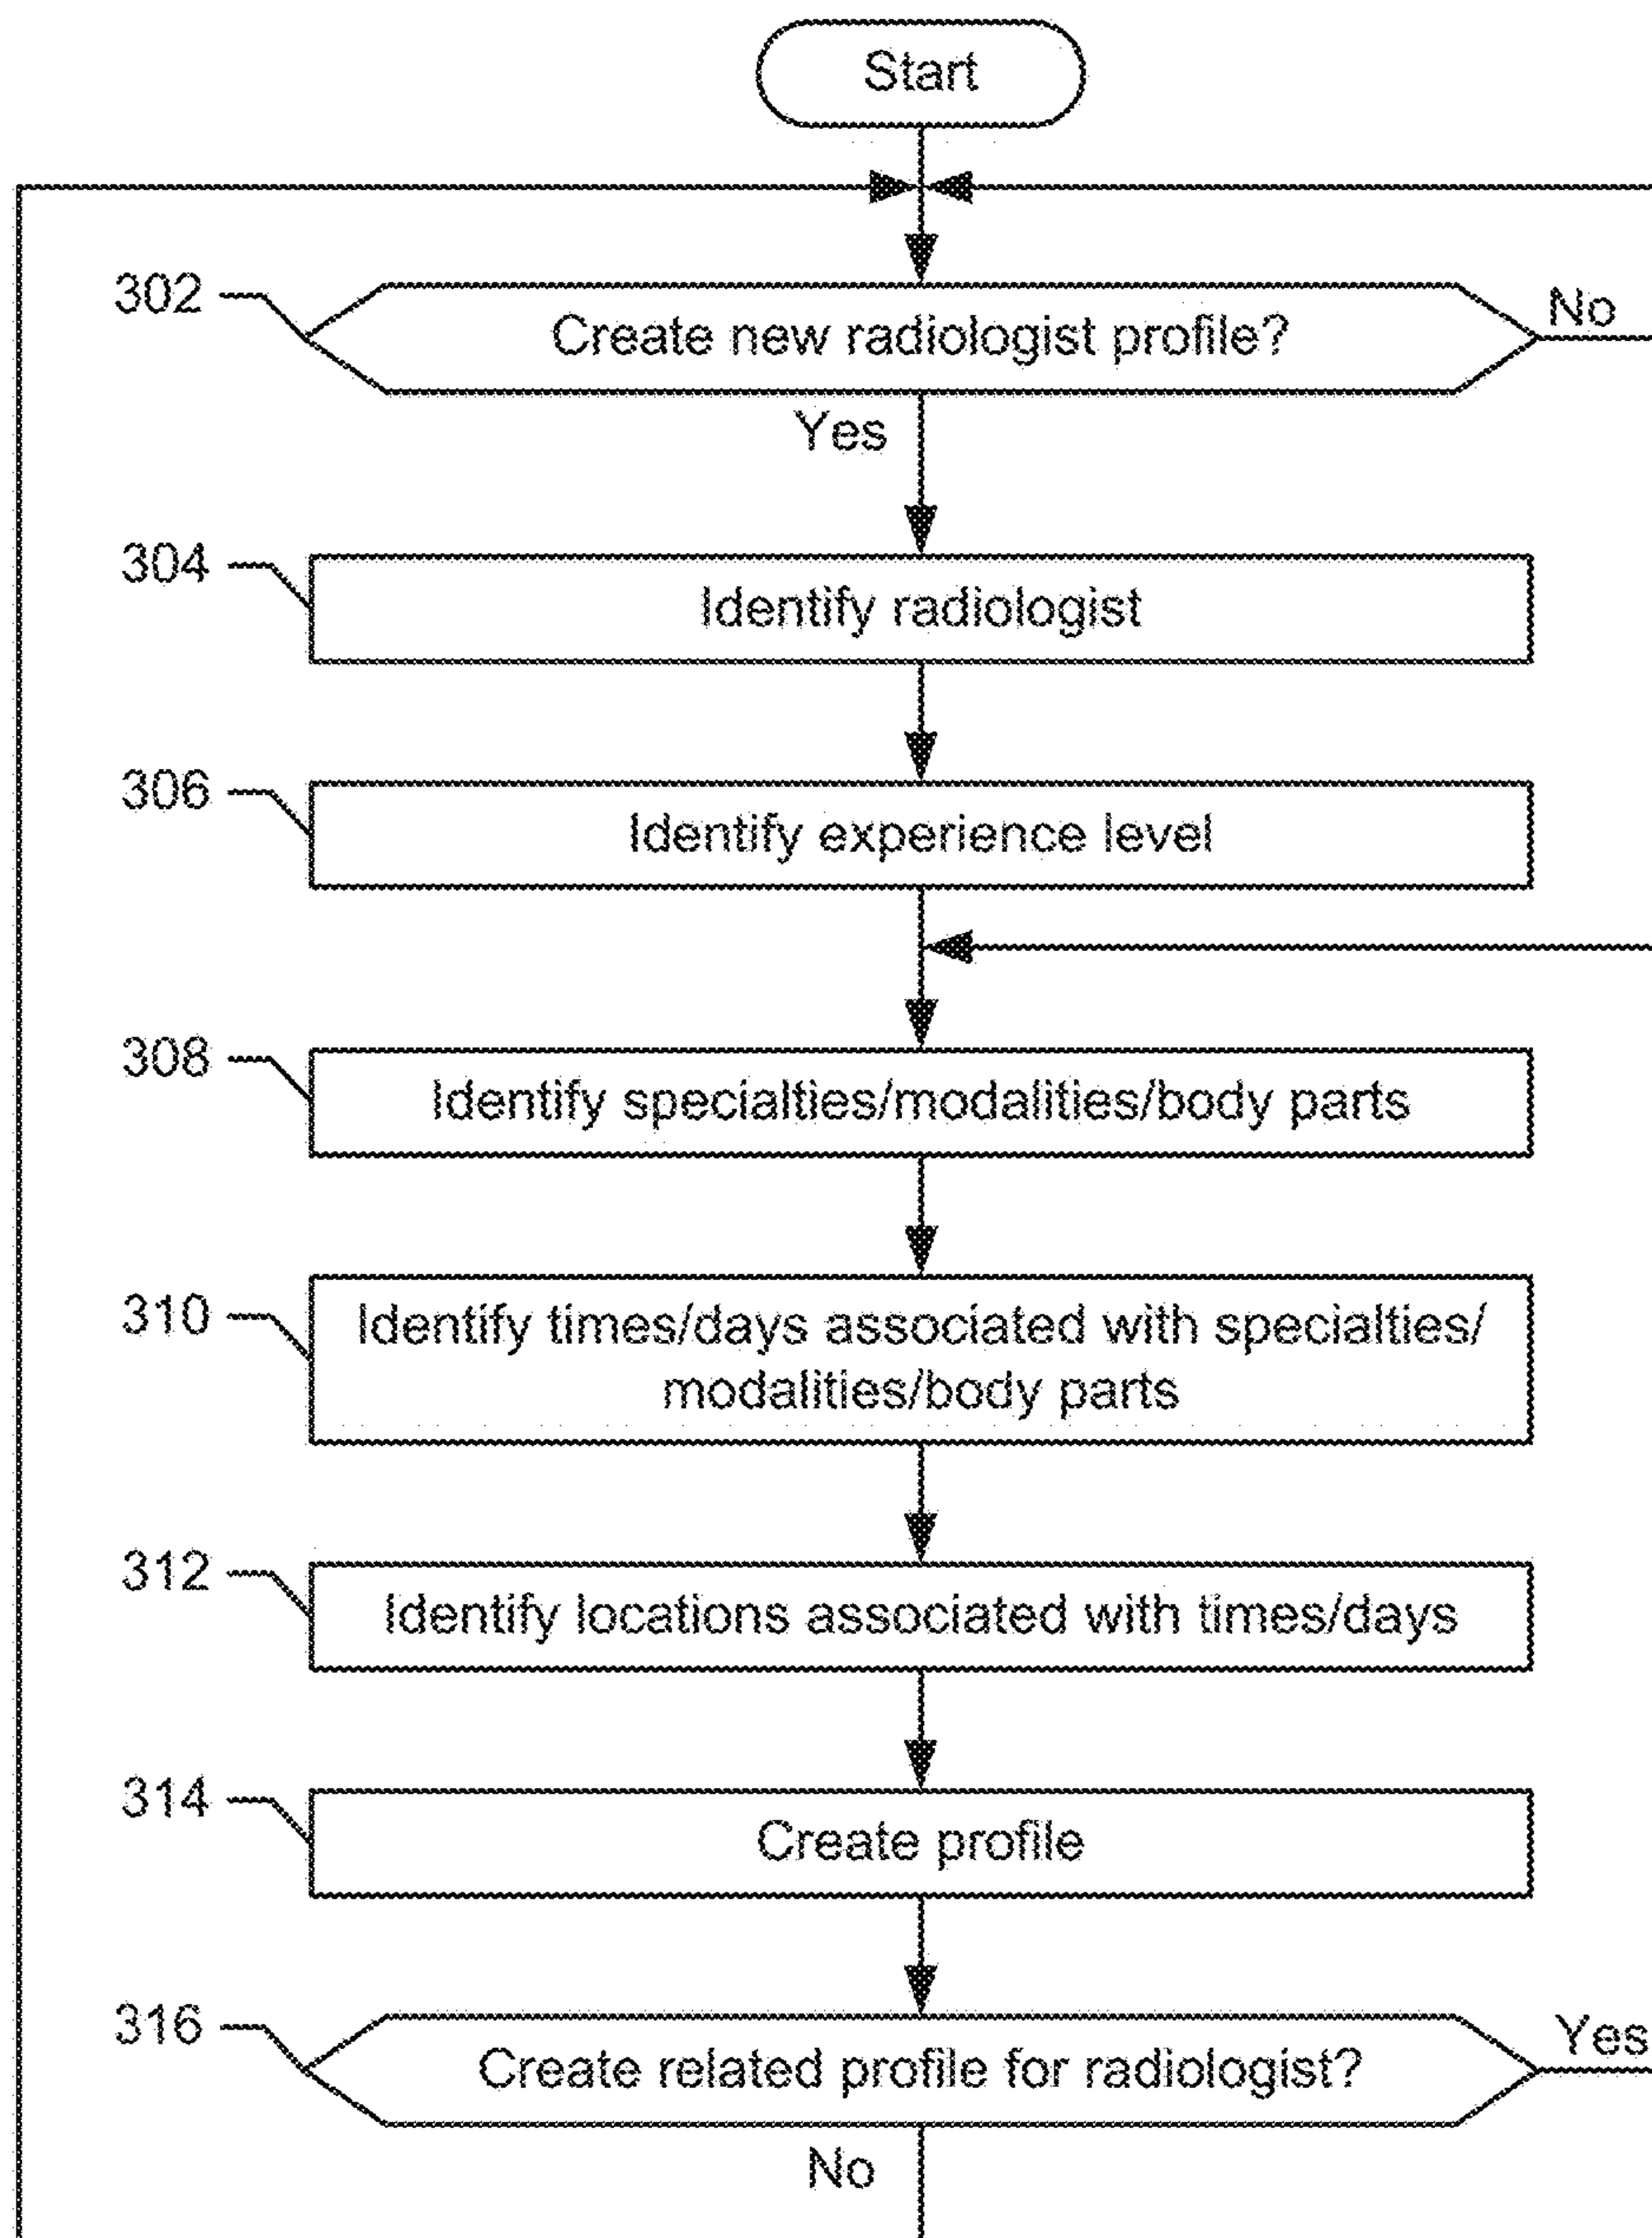 Start
302
Create new radiologist profile?
No
Yes
304
Identify radiologist
306
Identify experience level
308
Identify specialties/modalities/body parts
310
Identify times/days associated with specialties/
modalities/body parts
312
Identify locations associated with times/days
314
Create profile
316
Create related profile for radiologist?
Yes
No